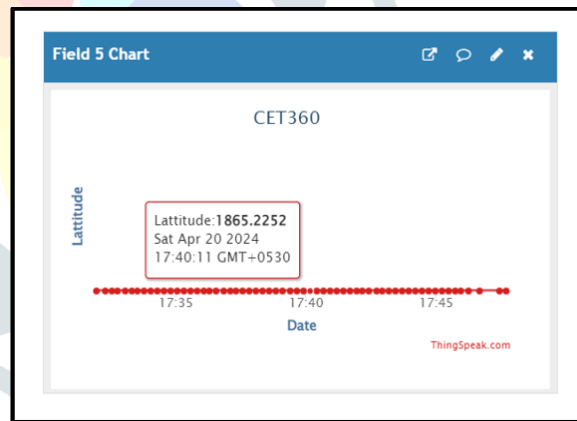 Field 5 Chart
CET360
Lattitude
Lattitude:1865.2252
Sat Apr 20 2024
17:40:11 GMT+0530
17:35 17:40 17:45
Date
ThingSpeak.com